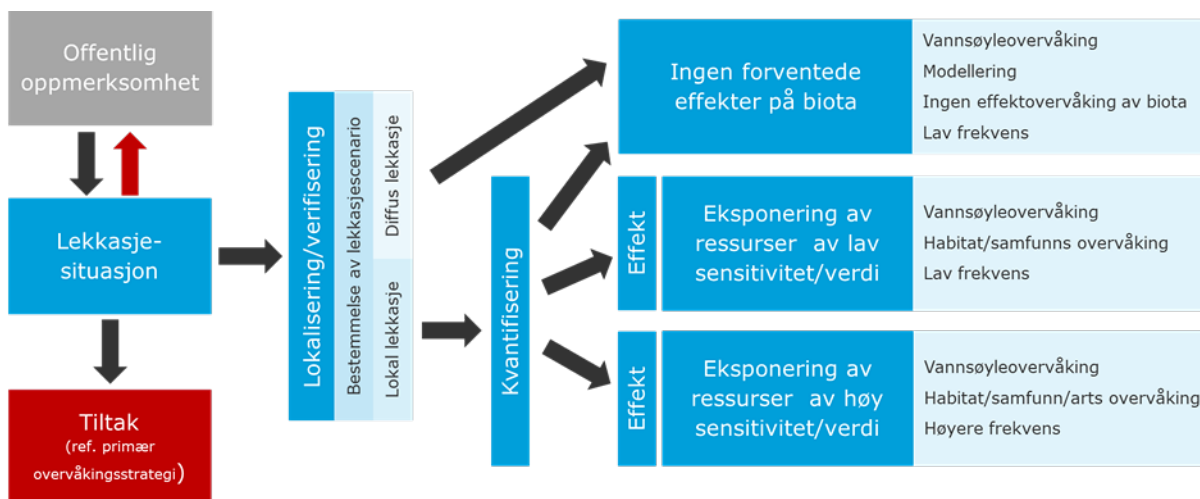 Offentlig
oppmerksomhet
Lekkasje-
situasjon
Tiltak
(ref. primær
overvåkingsstrategi)
Lokalisering/verifisering
Bestemmelse av lekkasjescenario
Diffus lekkasje
Lokal lekkasje
Kvantifisering
Ingen forventede
effekter på biota
Vannsøyleovervåking
Modellering
Ingen effektovervåking av biota
Lav frekvens
Effekt
Eksponering av
ressurser av lav
sensitivitet/verdi
Vannsøyleovervåking
Habitat/samfunns overvåking
Lav frekvens
Effekt
Eksponering av
ressurser av høy
sensitivitet/verdi
Vannsøyleovervåking
Habitat/samfunn/arts overvåking
Høyere frekvens